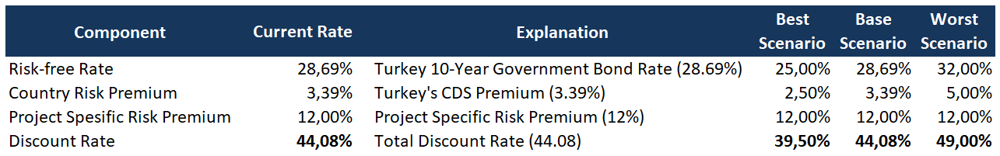 Component Current Rate Explanation Best Scenario Base Scenario Worst Scenario
Risk-free Rate 28,69% Turkey 10-Year Government Bond Rate (28.69%) 25,00% 28,69% 32,00%
Country Risk Premium 3,39% Turkey's CDS Premium (3.39%) 2,50% 3,39% 5,00%
Project Spesific Risk Premium 12,00% Project Specific Risk Premium (12%) 12,00% 12,00% 12,00%
Discount Rate 44,08% Total Discount Rate (44.08) 39,50% 44,08% 49,00%